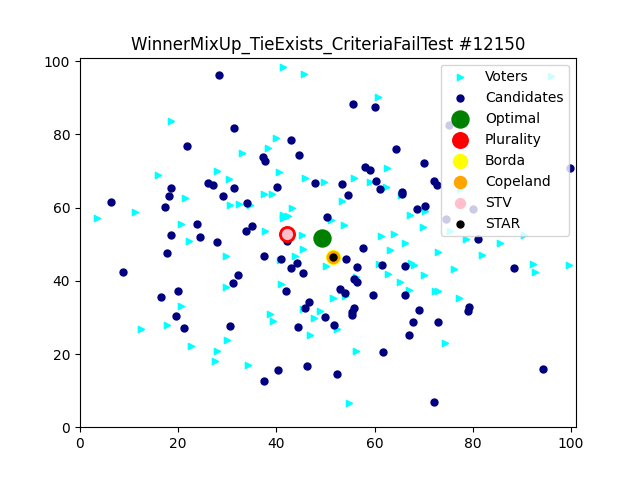 WinnerMixUp_TieExists_CriteriaFailTest #12150
100
80
60
40
20
0
0 20 40 60 80 100
Voters
Candidates
Optimal
Plurality
Borda
Copeland
STV
STAR